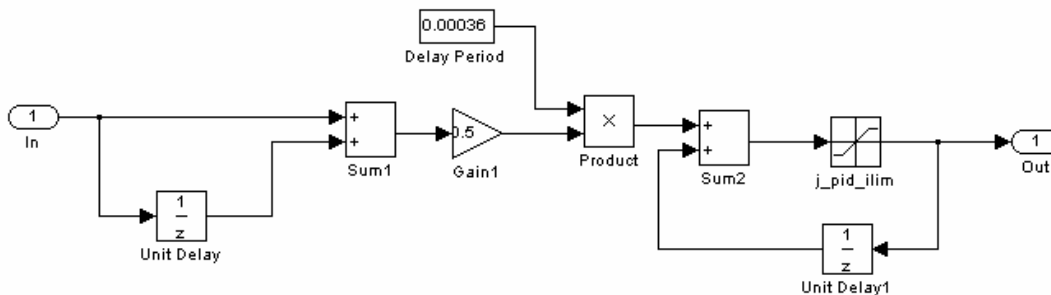 0.00036
Delay Period
1
In
+
+
Sum1
0.5
Gain1
×
Product
+
+
Sum2
j_pid_ilim
1
Out
1
z
Unit Delay
1
z
Unit Delay1